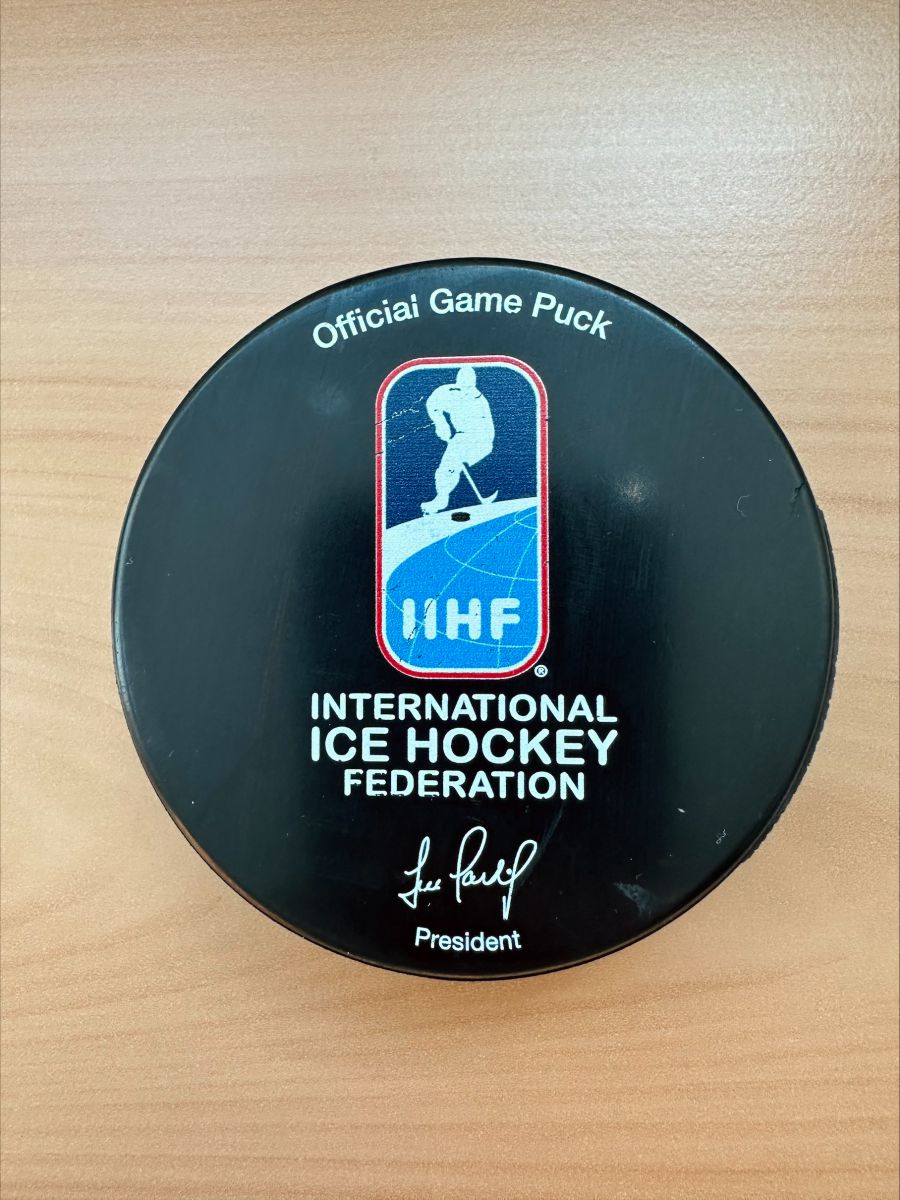 Official Game Puck
IIHF
®
INTERNATIONAL
ICE HOCKEY
FEDERATION
President